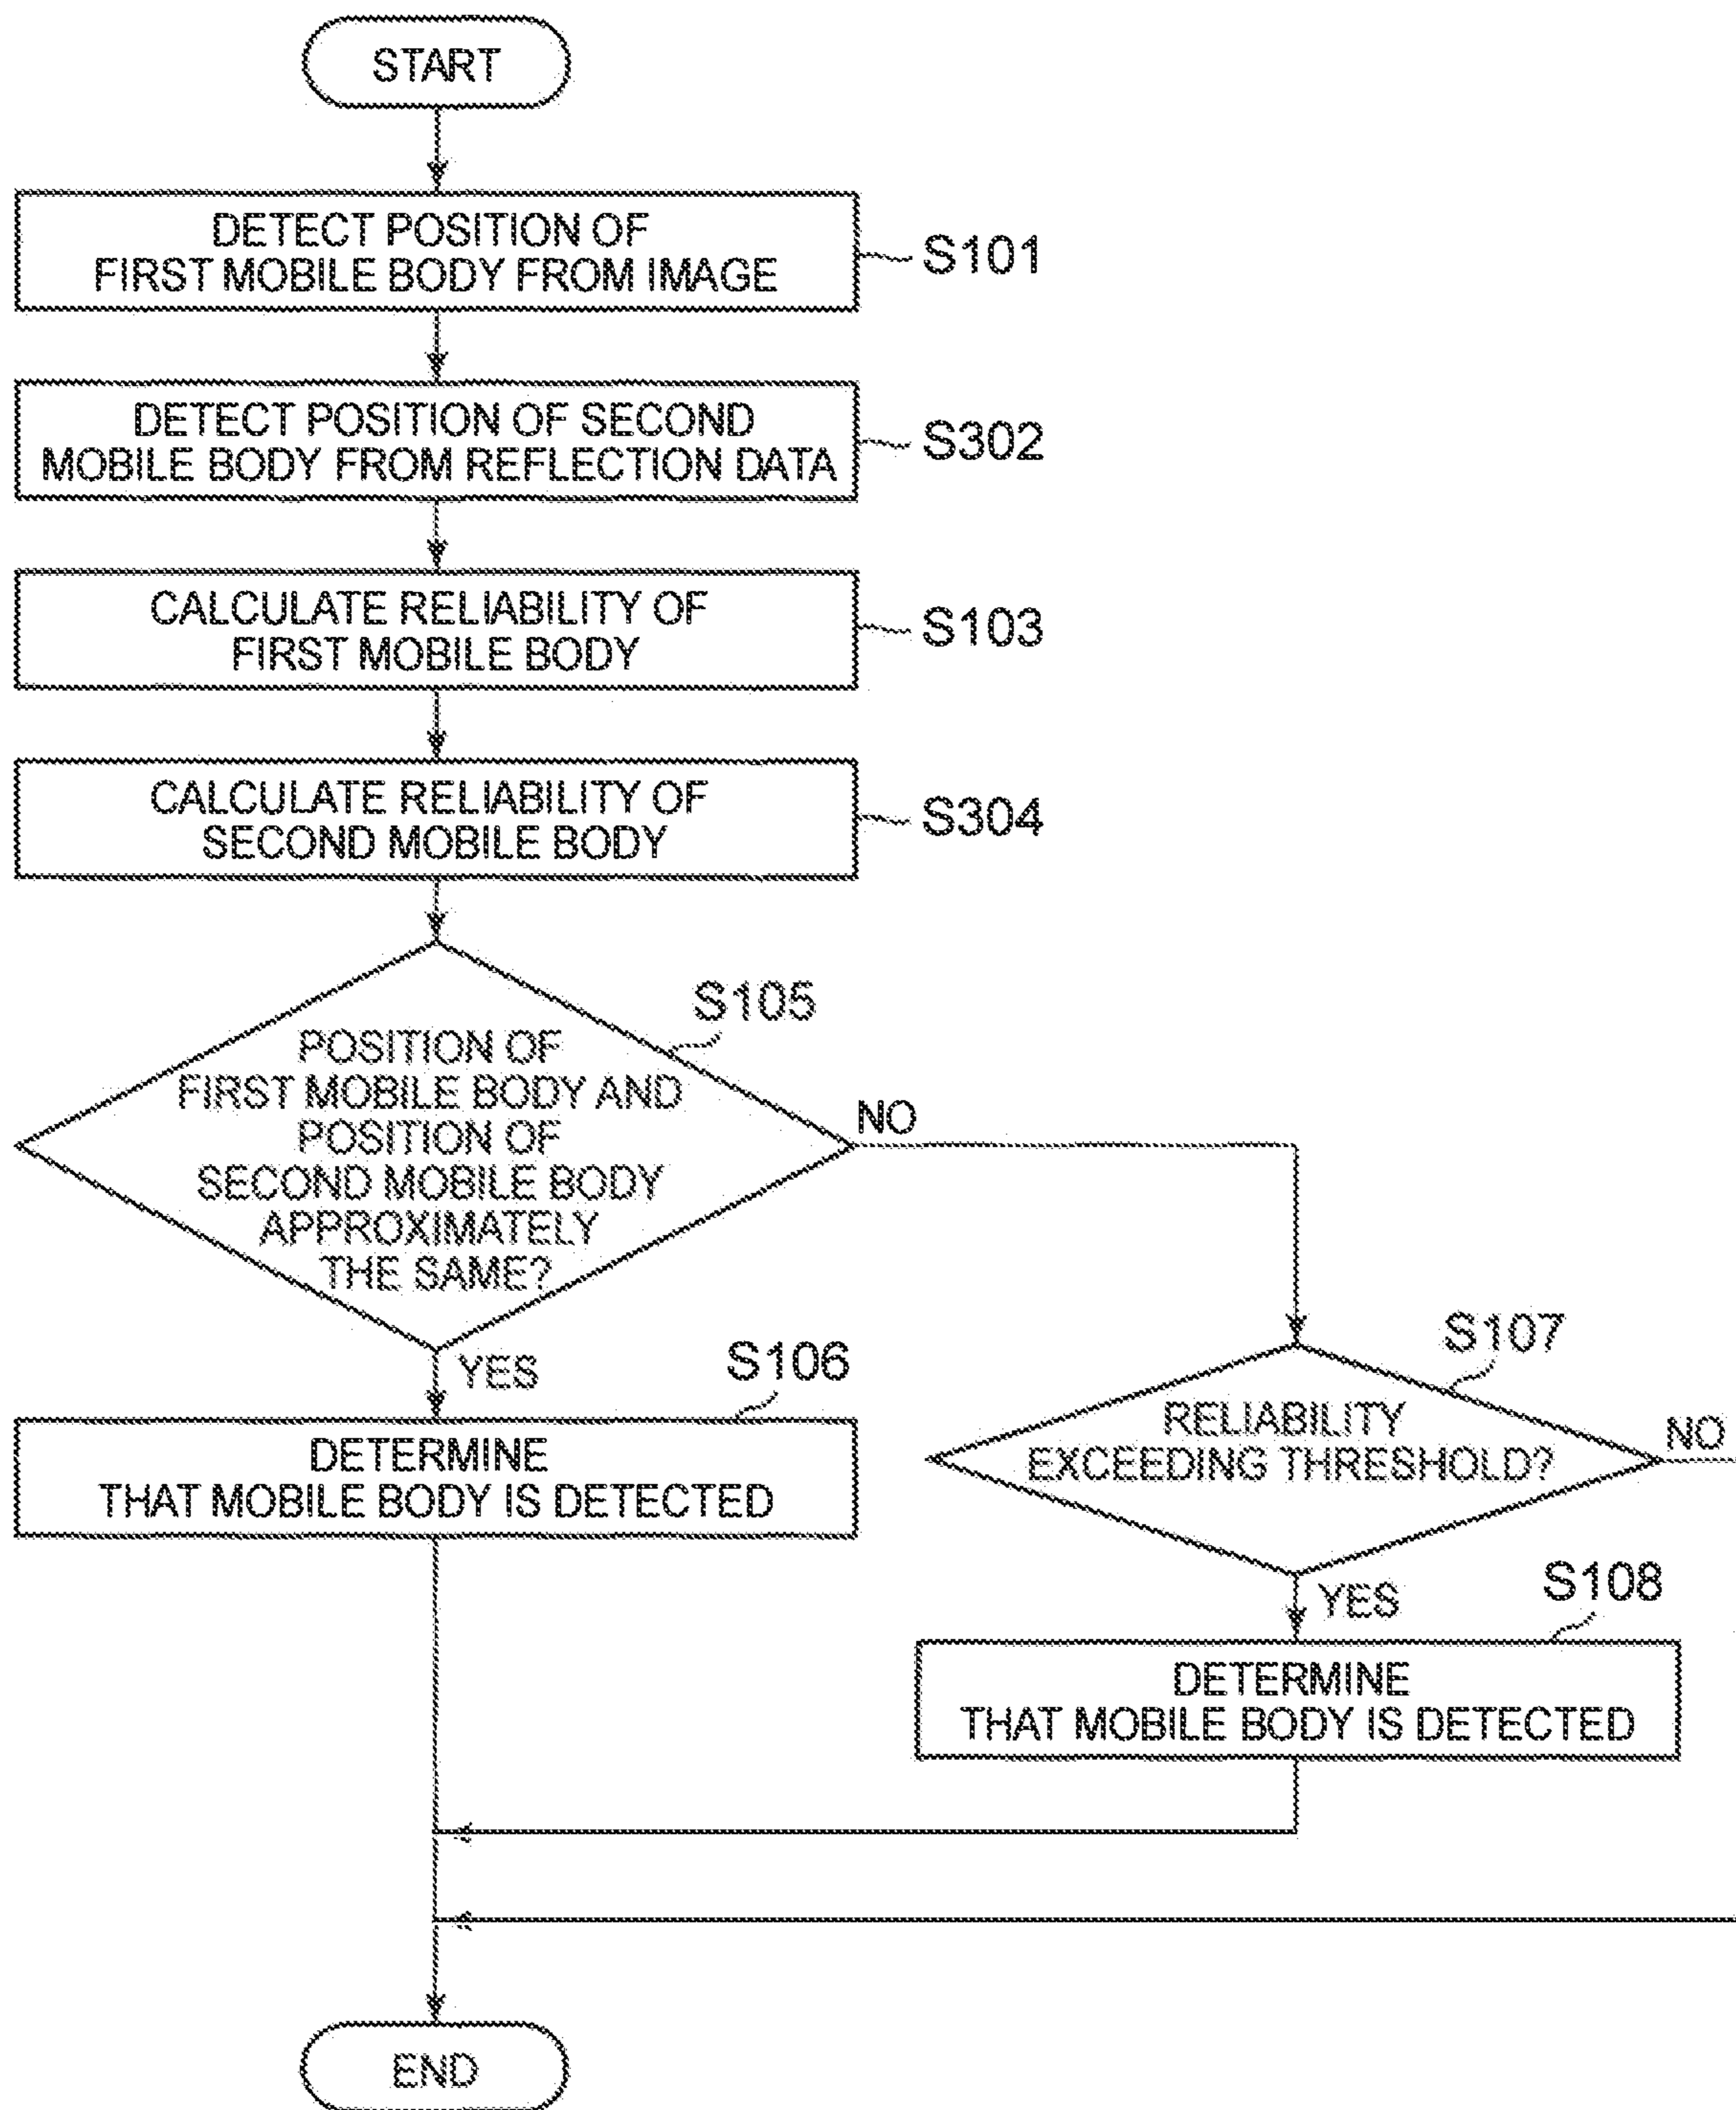 START
DETECT POSITION OF
FIRST MOBILE BODY FROM IMAGE
S101
DETECT POSITION OF SECOND
MOBILE BODY FROM REFLECTION DATA
S302
CALCULATE RELIABILITY OF
FIRST MOBILE BODY
S103
CALCULATE RELIABILITY OF
SECOND MOBILE BODY
S304
S105
POSITION OF
FIRST MOBILE BODY AND
POSITION OF
SECOND MOBILE BODY
APPROXIMATELY
THE SAME?
NO
YES
S106
DETERMINE
THAT MOBILE BODY IS DETECTED
S107
RELIABILITY
EXCEEDING THRESHOLD?
NO
YES
S108
DETERMINE
THAT MOBILE BODY IS DETECTED
END